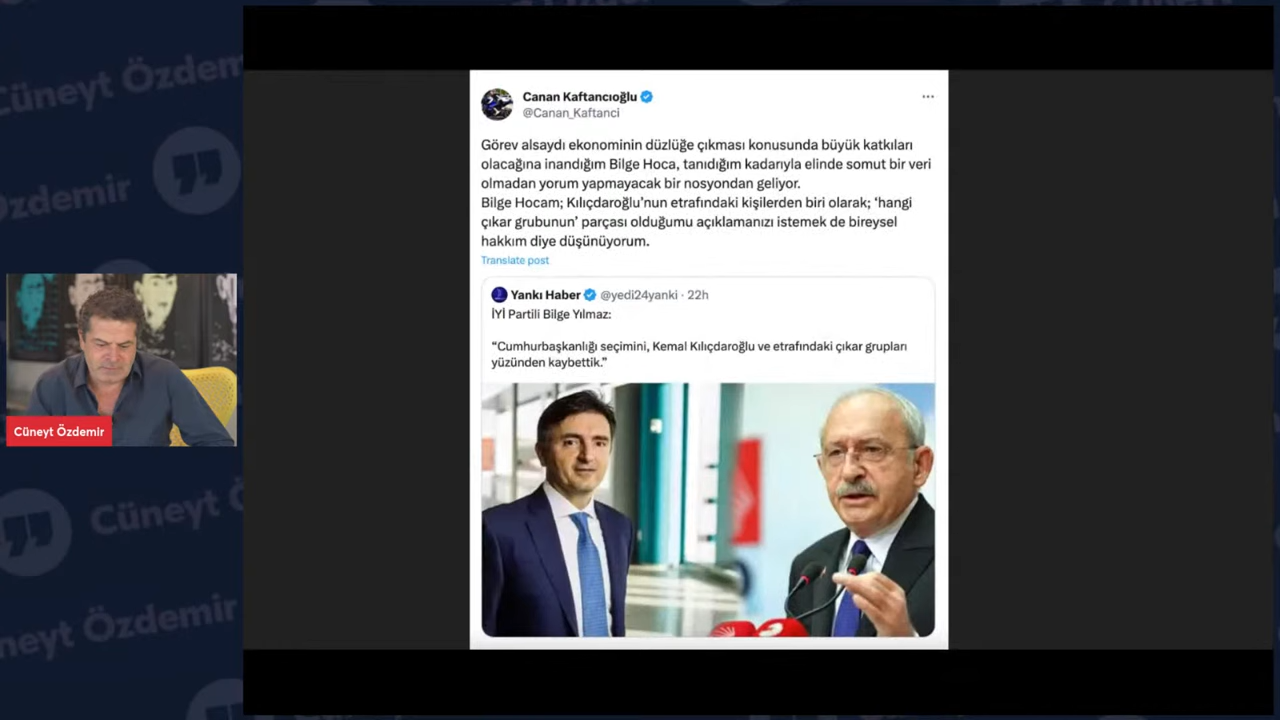 Cüneyt Özdem
Özdemir
Cüneyt Ö
neyt Özdemir
Cüneyt
Cüneyt Özdemir
Canan Kaftancıoğlu
@Canan_Kaftanci
Görev alsaydı ekonominin düzlüğe çıkması konusunda büyük katkıları
olacağına inandığım Bilge Hoca, tanıdığım kadarıyla elinde somut bir veri
olmadan yorum yapmayacak bir nosyondan geliyor.
Bilge Hocam; Kılıçdaroğlu’nun etrafındaki kişilerden biri olarak; ‘hangi
çıkar grubunun’ parçası olduğumu açıklamanızı istemek de bireysel
hakkım diye düşünüyorum.
Translate post
Yankı Haber @yedi24yanki · 22h
İYİ Partili Bilge Yılmaz:
“Cumhurbaşkanlığı seçimini, Kemal Kılıçdaroğlu ve etrafındaki çıkar grupları
yüzünden kaybettik.”